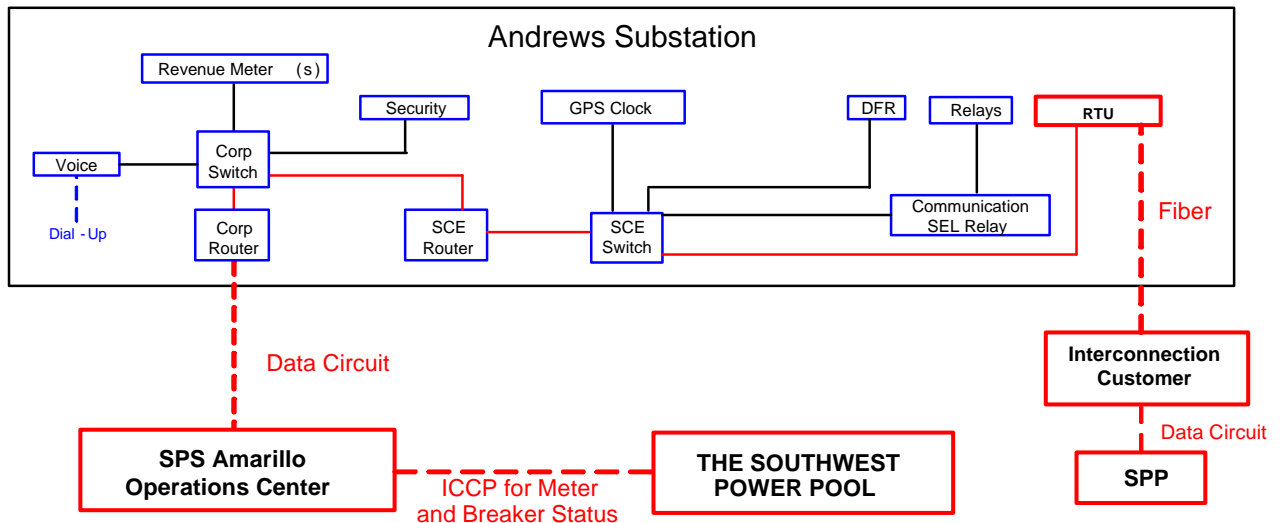 Andrews Substation
Revenue Meter (s)
Security
GPS Clock
DFR
Relays
RTU
Voice
Corp
Switch
Dial - Up
Corp
Router
SCE
Router
SCE
Switch
Communication
SEL Relay
Fiber
Data Circuit
Interconnection
Customer
Data Circuit
SPS Amarillo
Operations Center
ICCP for Meter
and Breaker Status
THE SOUTHWEST
POWER POOL
SPP